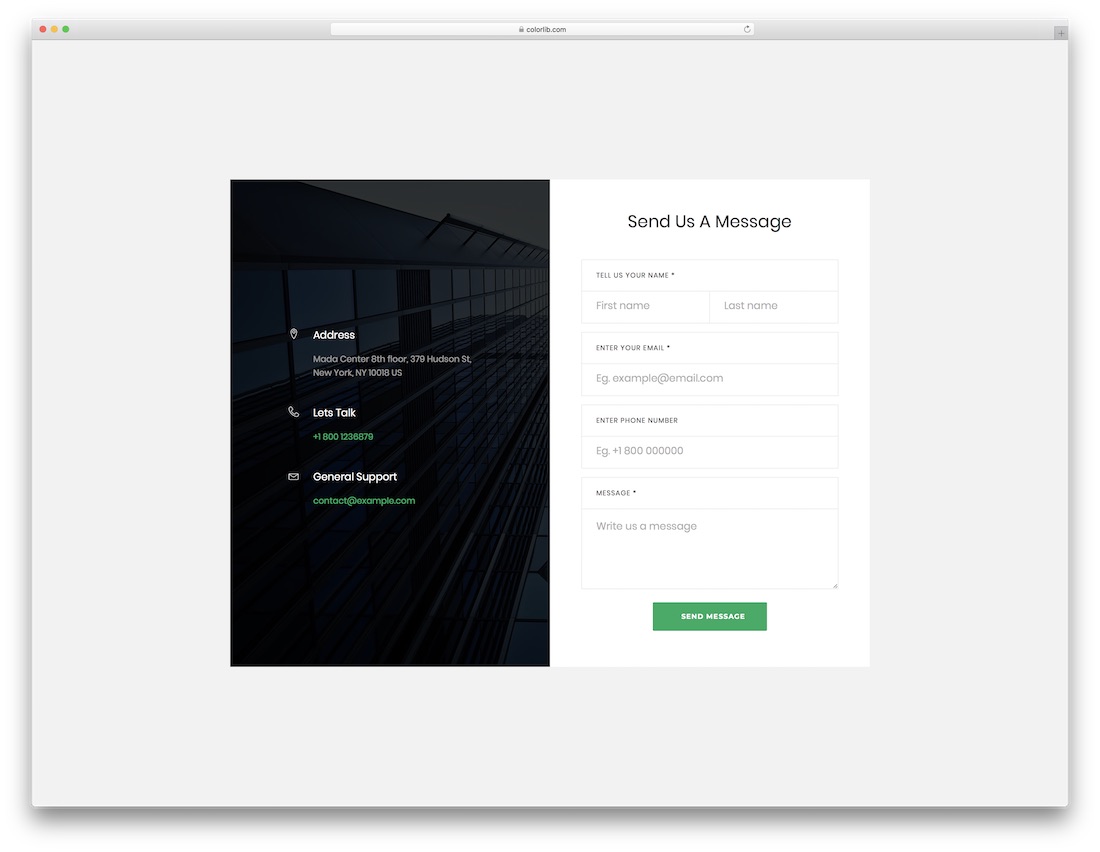 colorlib.com
Address
Mada Center 8th floor, 379 Hudson St,
New York, NY 10018 US
Lets Talk
+1 800 1236879
General Support
contact@example.com
Send Us A Message
TELL US YOUR NAME *
First name
Last name
ENTER YOUR EMAIL *
Eg. example@email.com
ENTER PHONE NUMBER
Eg. +1 800 000000
MESSAGE *
Write us a message
SEND MESSAGE